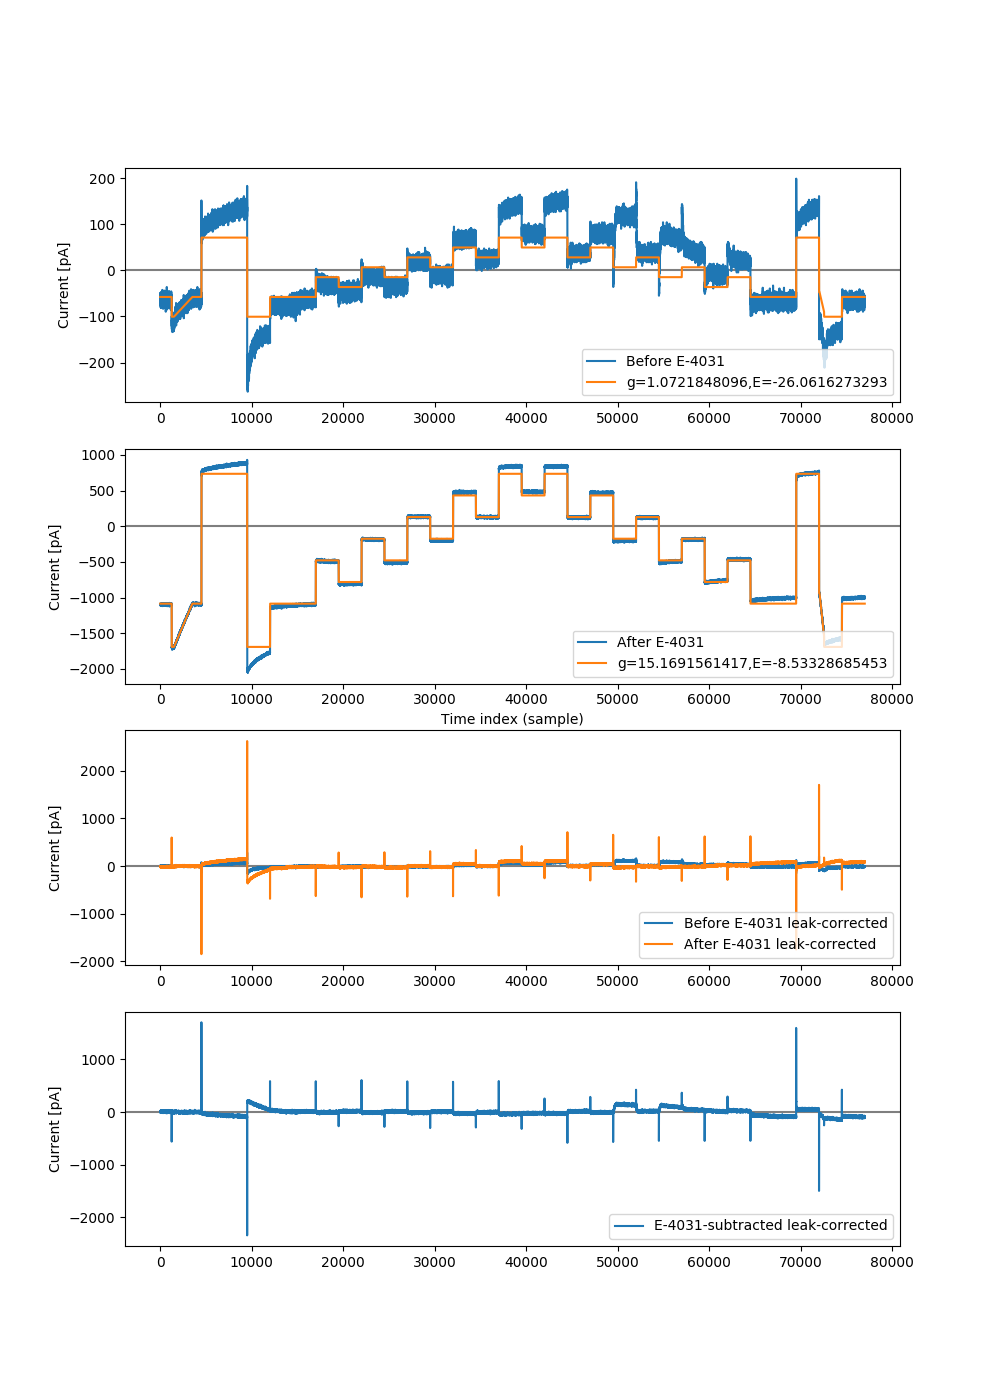 200
100
0
−100
−200
Current [pA]
Before E-4031
g=1.0721848096,E=-26.0616273293
0 10000 20000 30000 40000 50000 60000 70000 80000
1000
500
0
−500
−1000
−1500
−2000
Current [pA]
After E-4031
g=15.1691561417,E=-8.53328685453
0 10000 20000 30000 40000 50000 60000 70000 80000
Time index (sample)
2000
1000
0
−1000
−2000
Current [pA]
Before E-4031 leak-corrected
After E-4031 leak-corrected
0 10000 20000 30000 40000 50000 60000 70000 80000
1000
0
−1000
−2000
Current [pA]
E-4031-subtracted leak-corrected
0 10000 20000 30000 40000 50000 60000 70000 80000